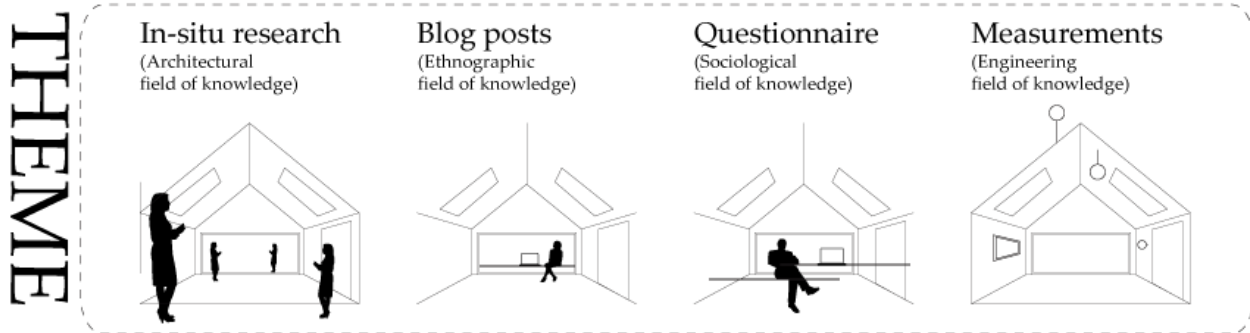 THEME
In-situ research
(Architectural
field of knowledge)
Blog posts
(Ethnographic
field of knowledge)
Questionnaire
(Sociological
field of knowledge)
Measurements
(Engineering
field of knowledge)